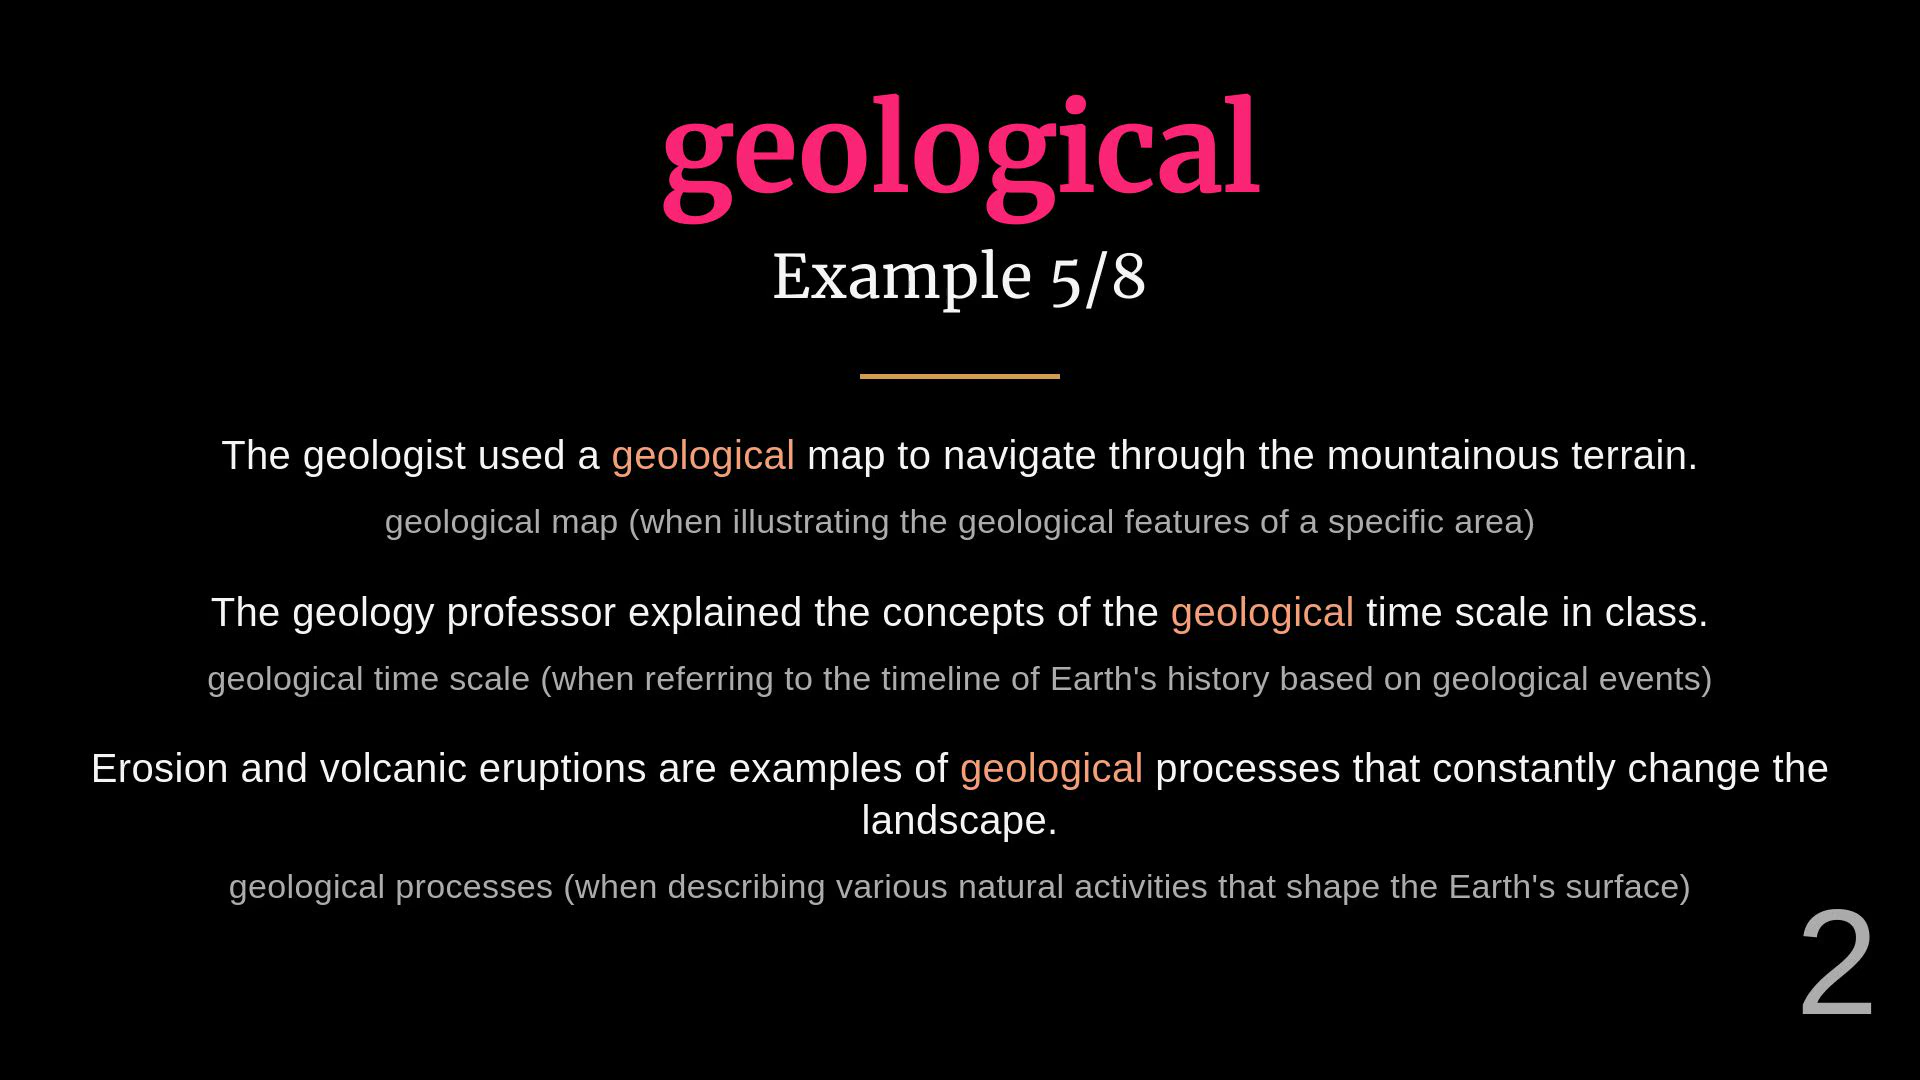 geological
Example 5/8
The geologist used a geological map to navigate through the mountainous terrain.
geological map (when illustrating the geological features of a specific area)
The geology professor explained the concepts of the geological time scale in class.
geological time scale (when referring to the timeline of Earth's history based on geological events)
Erosion and volcanic eruptions are examples of geological processes that constantly change the
landscape.
geological processes (when describing various natural activities that shape the Earth's surface)
2